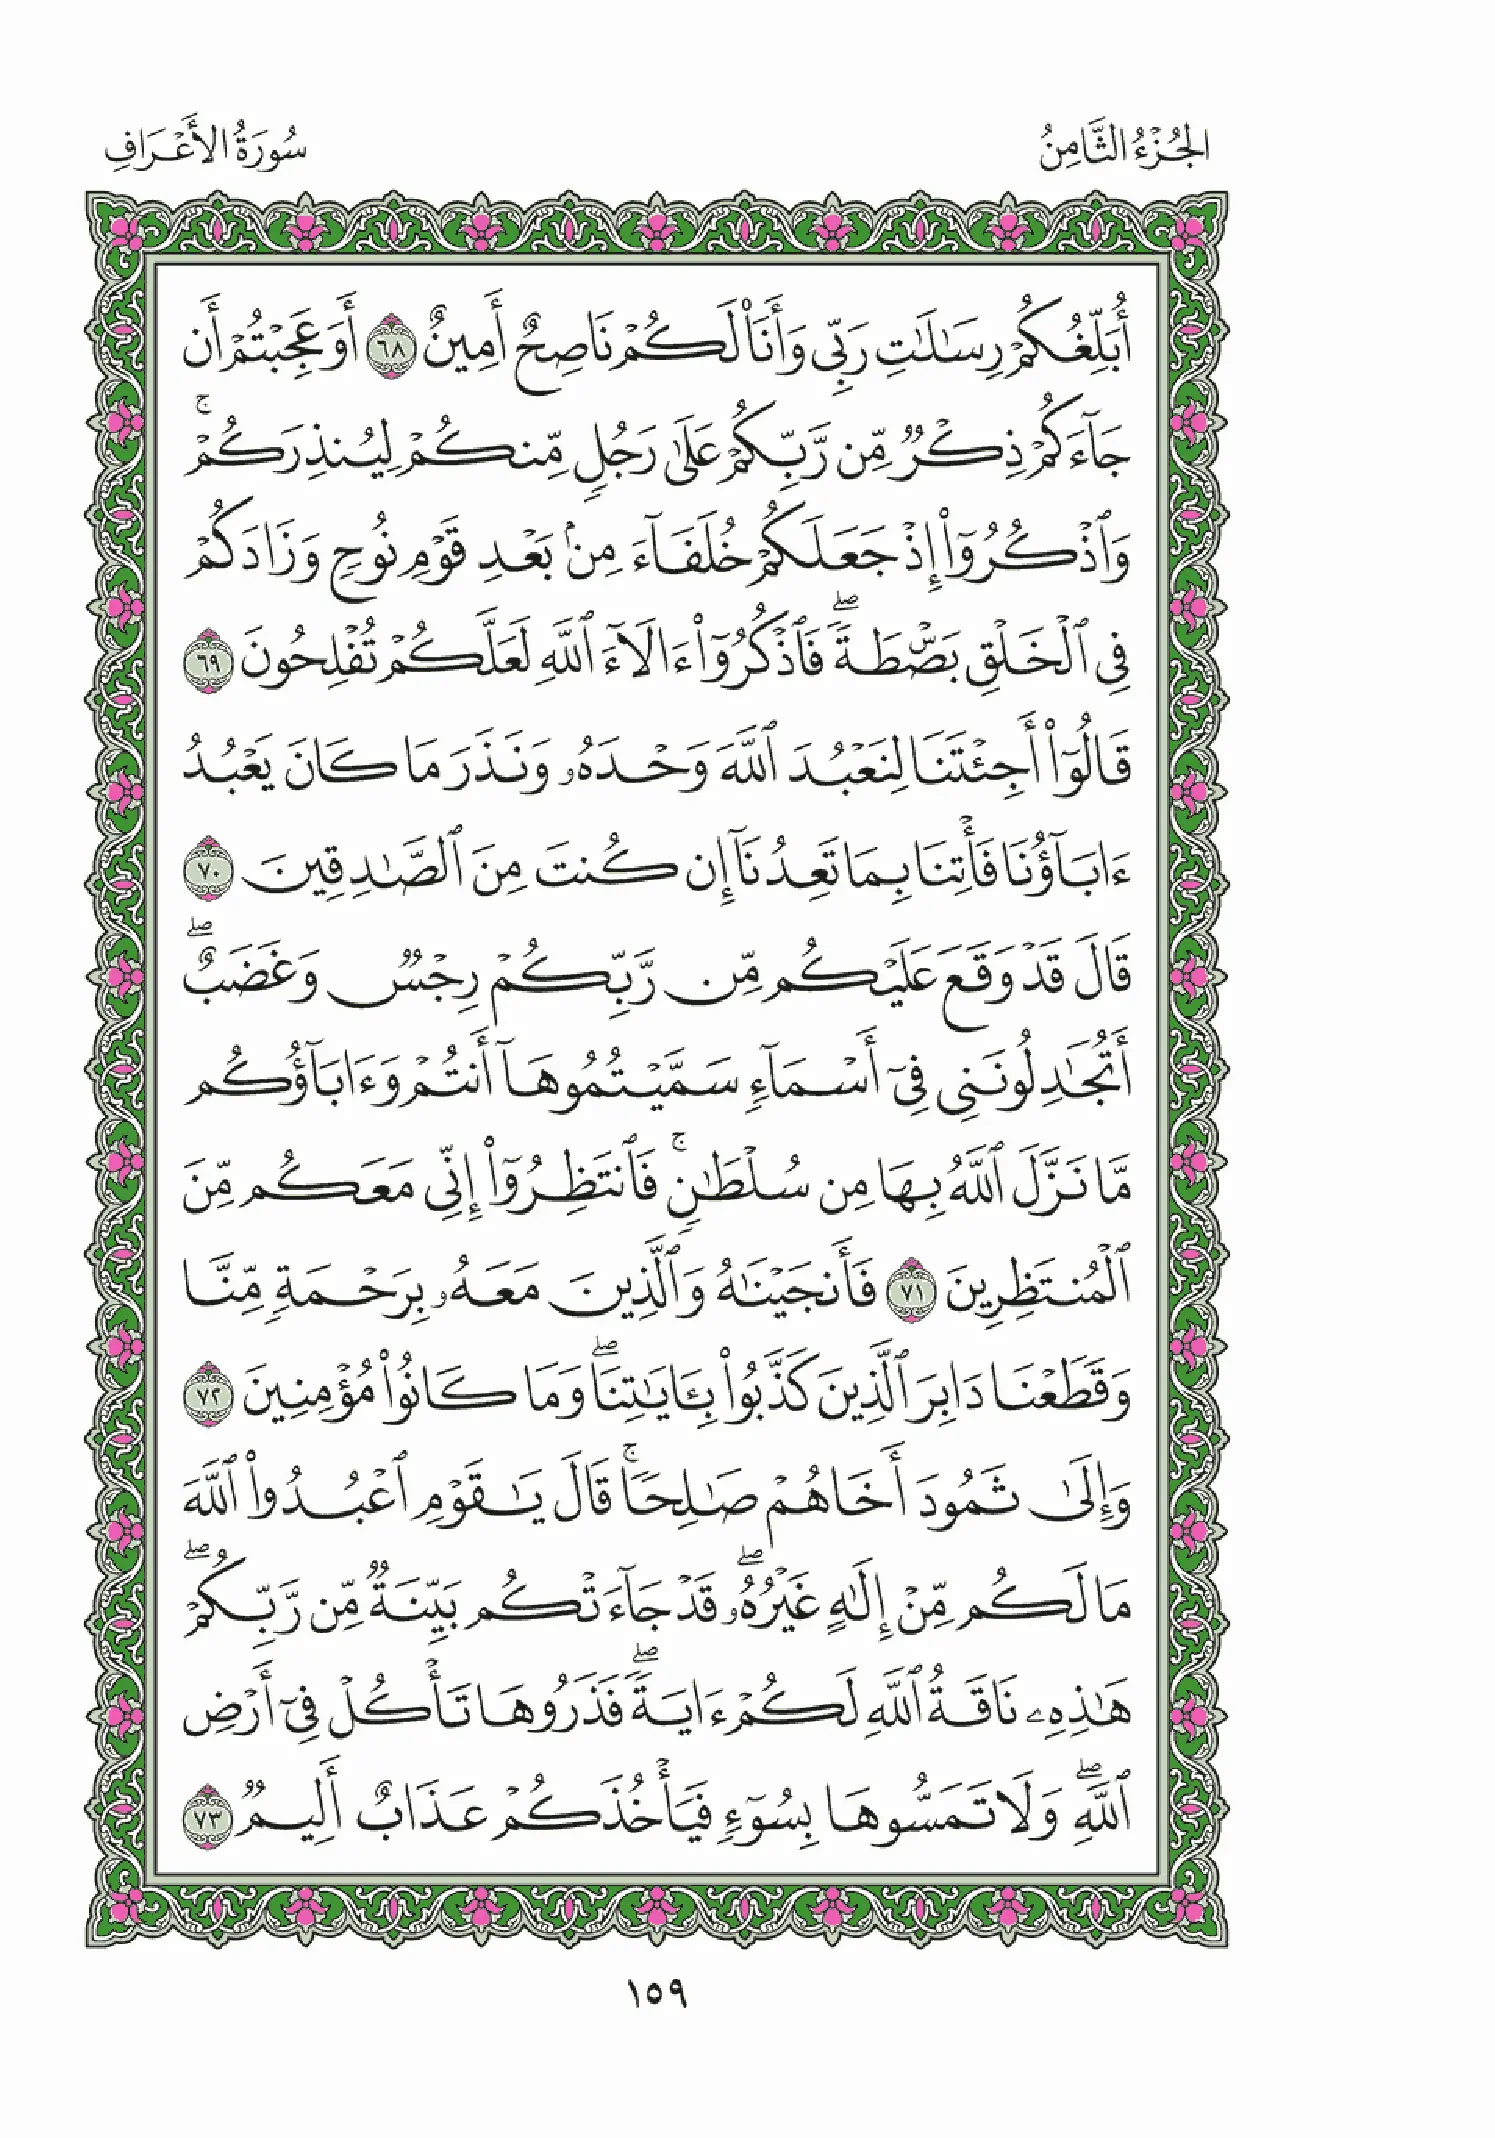 الجُزْءُ الثَّامِنُ
سُورَةُ الأَعْرَافِ
أُبَلِّغُكُمْ رِسَٰلَٰتِ رَبِّي وَأَنَا۠ لَكُمْ نَاصِحٌ أَمِينٌ ٦٨ أَوَعَجِبْتُمْ أَن
جَآءَكُمْ ذِكْرٌ مِّن رَّبِّكُمْ عَلَىٰ رَجُلٍ مِّنكُمْ لِيُنذِرَكُمْ ۚ
وَٱذْكُرُوٓا۟ إِذْ جَعَلَكُمْ خُلَفَآءَ مِنۢ بَعْدِ قَوْمِ نُوحٍ وَزَادَكُمْ
فِي ٱلْخَلْقِ بَصْۜطَةً ۖ فَٱذْكُرُوٓا۟ ءَالَآءَ ٱللَّهِ لَعَلَّكُمْ تُفْلِحُونَ ٦٩
قَالُوٓا۟ أَجِئْتَنَا لِنَعْبُدَ ٱللَّهَ وَحْدَهُۥ وَنَذَرَ مَا كَانَ يَعْبُدُ
ءَابَآؤُنَا فَأْتِنَا بِمَا تَعِدُنَآ إِن كُنتَ مِنَ ٱلصَّٰدِقِينَ ٧٠
قَالَ قَدْ وَقَعَ عَلَيْكُم مِّن رَّبِّكُمْ رِجْسٌ وَغَضَبٌ ۖ
أَتُجَٰدِلُونَنِي فِيٓ أَسْمَآءٍ سَمَّيْتُمُوهَآ أَنتُمْ وَءَابَآؤُكُم
مَّا نَزَّلَ ٱللَّهُ بِهَا مِن سُلْطَٰنٍ ۚ فَٱنتَظِرُوٓا۟ إِنِّي مَعَكُم مِّنَ
ٱلْمُنتَظِرِينَ ٧١ فَأَنجَيْنَٰهُ وَٱلَّذِينَ مَعَهُۥ بِرَحْمَةٍ مِّنَّا
وَقَطَعْنَا دَابِرَ ٱلَّذِينَ كَذَّبُوا۟ بِـَٔايَٰتِنَا ۖ وَمَا كَانُوا۟ مُؤْمِنِينَ ٧٢
وَإِلَىٰ ثَمُودَ أَخَاهُمْ صَٰلِحًا ۚ قَالَ يَٰقَوْمِ ٱعْبُدُوا۟ ٱللَّهَ
مَا لَكُم مِّنْ إِلَٰهٍ غَيْرُهُۥ ۖ قَدْ جَآءَتْكُم بَيِّنَةٌ مِّن رَّبِّكُمْ ۖ
هَٰذِهِۦ نَاقَةُ ٱللَّهِ لَكُمْ ءَايَةً ۖ فَذَرُوهَا تَأْكُلْ فِيٓ أَرْضِ
ٱللَّهِ ۖ وَلَا تَمَسُّوهَا بِسُوٓءٍ فَيَأْخُذَكُمْ عَذَابٌ أَلِيمٌ ٧٣
١٥٩